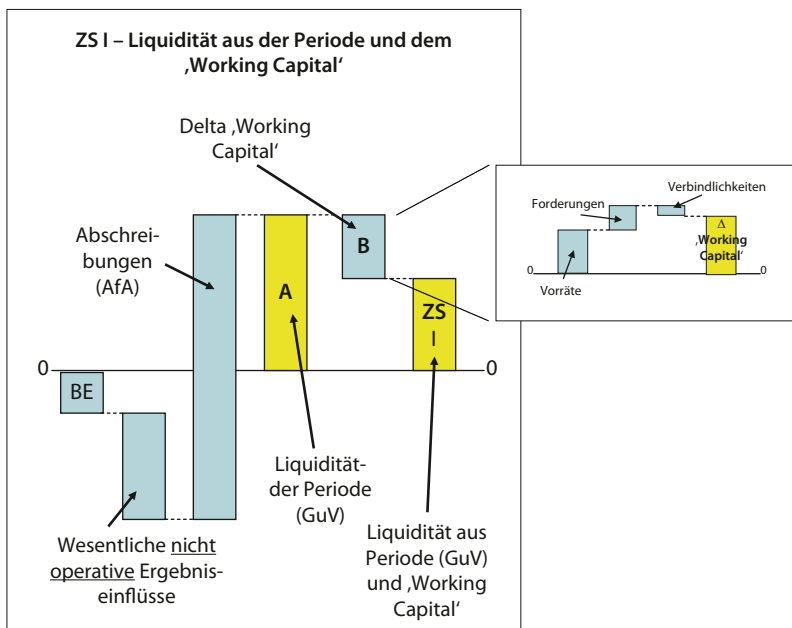 ZS I – Liquidität aus der Periode und dem
‚Working Capital‘
Delta ‚Working
Capital‘
Abschrei-
bungen
(AfA)
B
A
ZS
I
0
0
BE
Liquidität-
der Periode
(GuV)
Wesentliche nicht
operative Ergebnis-
einflüsse
Liquidität aus
Periode (GuV)
und ‚Working
Capital‘
Verbindlichkeiten
Forderungen
Δ
‚Working
Capital‘
0
0
Vorräte